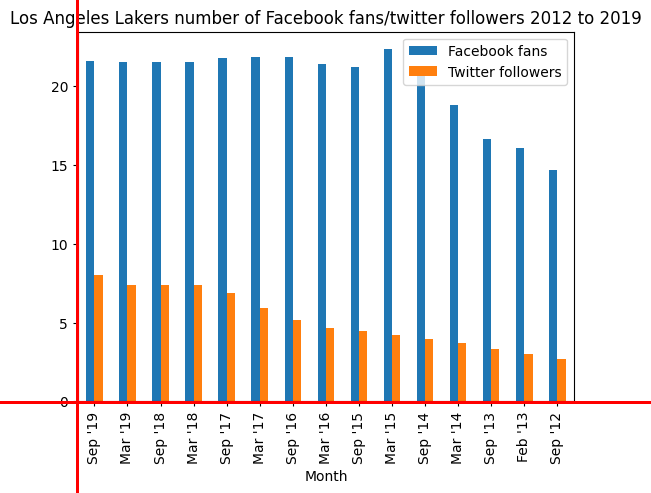 Los Angeles Lakers number of Facebook fans/twitter followers 2012 to 2019
Facebook fans
Twitter followers
20
15
10
5
0
Sep '19
Mar '19
Sep '18
Mar '18
Sep '17
Mar '17
Sep '16
Mar '16
Sep '15
Mar '15
Sep '14
Mar '14
Sep '13
Feb '13
Sep '12
Month